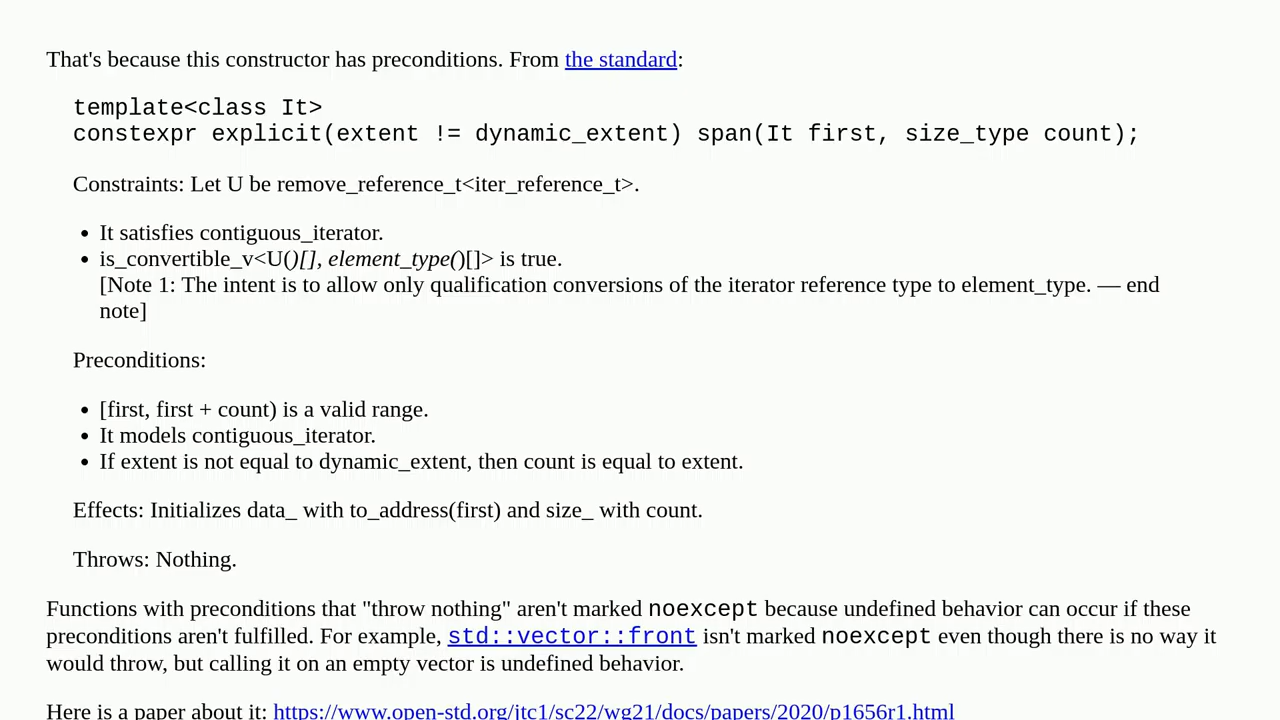 That's because this constructor has preconditions. From the standard:
template<class It>
constexpr explicit(extent != dynamic_extent) span(It first, size_type count);
Constraints: Let U be remove_reference_t<iter_reference_t>.
• It satisfies contiguous_iterator.
• is_convertible_v<U()[], element_type()[]> is true.
[Note 1: The intent is to allow only qualification conversions of the iterator reference type to element_type. — end
note]
Preconditions:
• [first, first + count) is a valid range.
• It models contiguous_iterator.
• If extent is not equal to dynamic_extent, then count is equal to extent.
Effects: Initializes data_ with to_address(first) and size_ with count.
Throws: Nothing.
Functions with preconditions that "throw nothing" aren't marked noexcept because undefined behavior can occur if these
preconditions aren't fulfilled. For example, std::vector::front isn't marked noexcept even though there is no way it
would throw, but calling it on an empty vector is undefined behavior.
Here is a paper about it: https://www.open-std.org/jtc1/sc22/wg21/docs/papers/2020/p1656r1.html